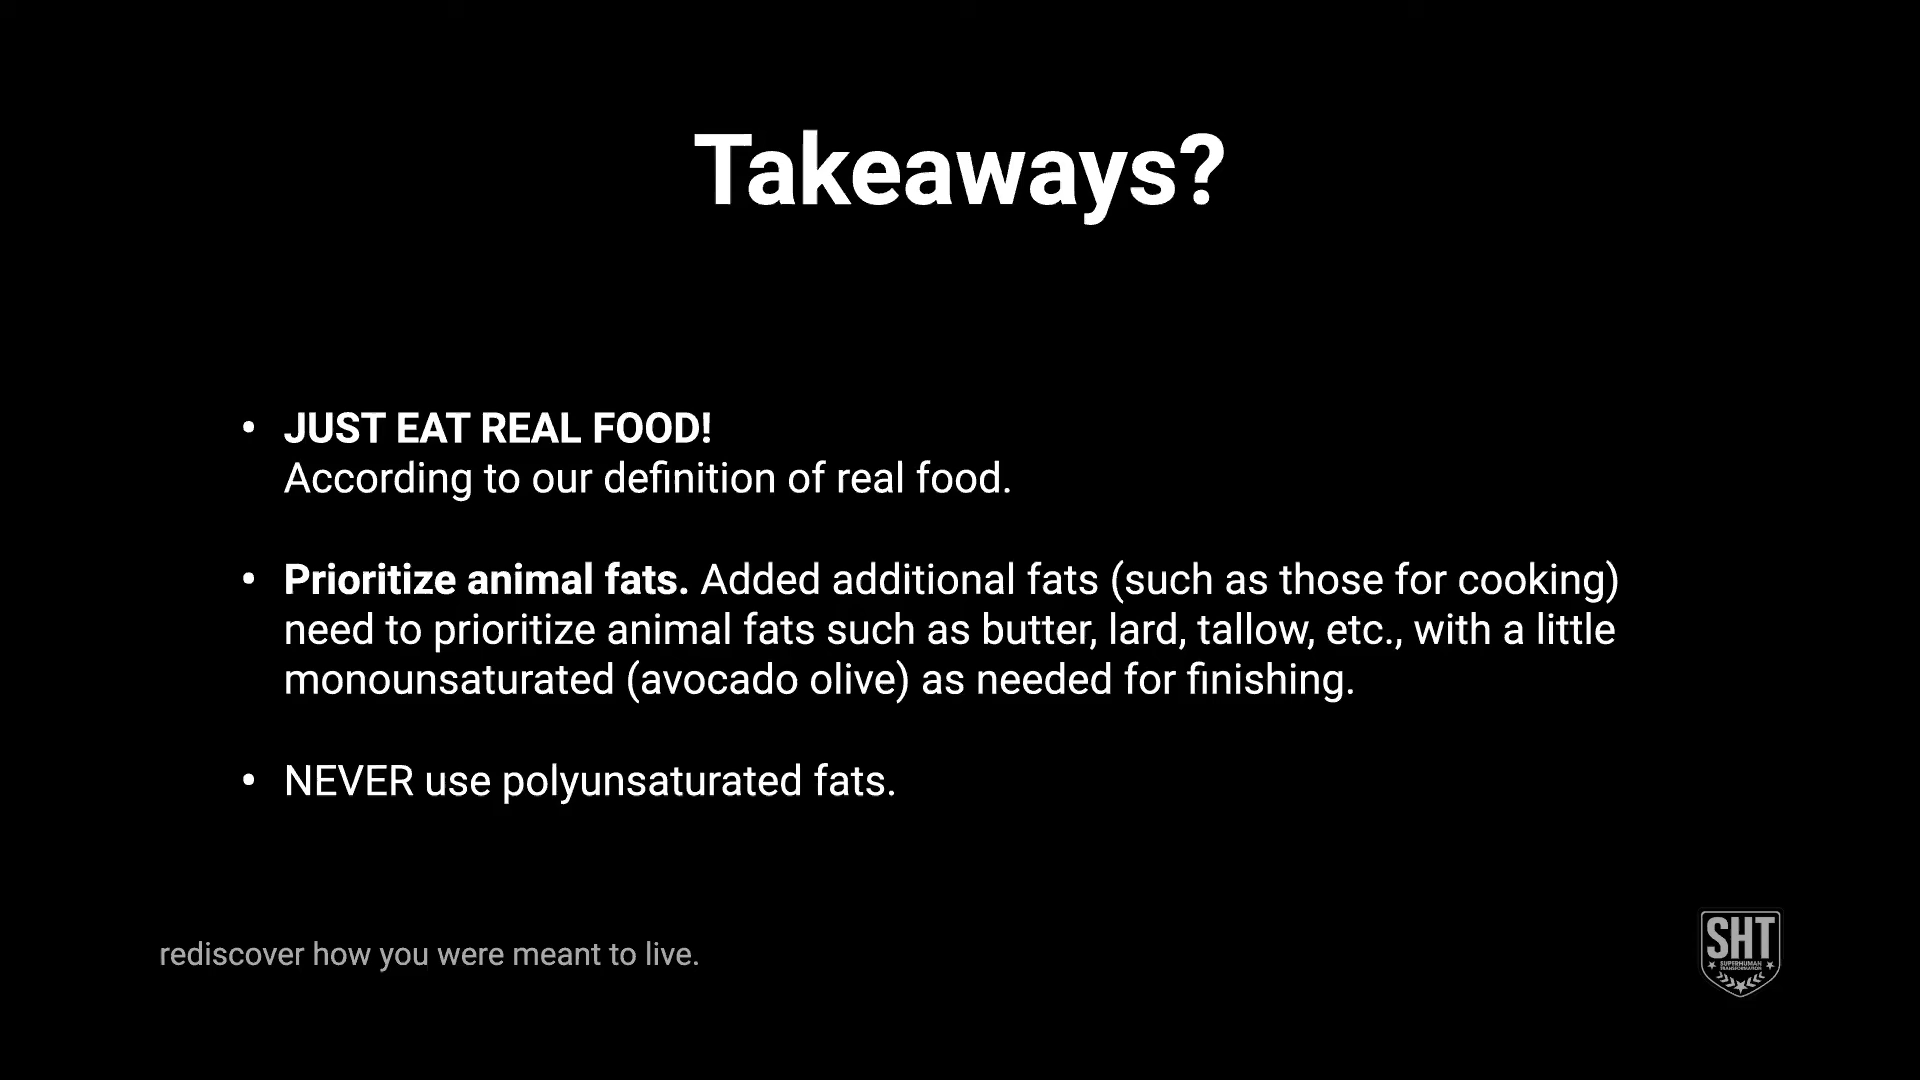 Takeaways?
• JUST EAT REAL FOOD!
According to our definition of real food.
• Prioritize animal fats. Added additional fats (such as those for cooking)
need to prioritize animal fats such as butter, lard, tallow, etc., with a little
monounsaturated (avocado olive) as needed for finishing.
• NEVER use polyunsaturated fats.
rediscover how you were meant to live.
SHT
SUPERHUMAN
TRANSFORMATION